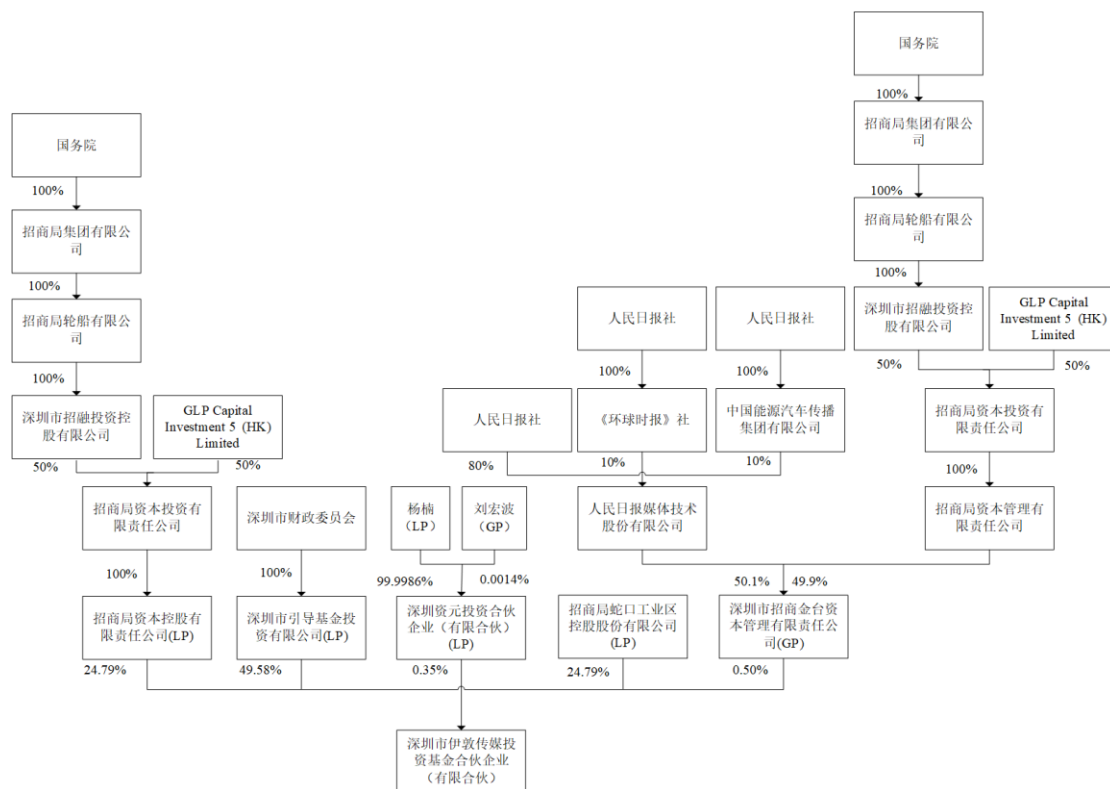 国务院
100%
招商局集团有限公
司
100%
招商局轮船有限公
司
100%
深圳市招融投资控
股有限公司
GLP Capital
Investment 5 (HK)
Limited
50%
50%
招商局资本投资有
限责任公司
100%
招商局资本管理有
限责任公司
国务院
100%
招商局集团有限公
司
100%
招商局轮船有限公
司
100%
深圳市招融投资控
股有限公司
GLP Capital
Investment 5 (HK)
Limited
50%
50%
招商局资本投资有
限责任公司
100%
招商局资本控股有
限责任公司(LP)
24.79%
深圳市财政委员会
100%
深圳市引导基金投
资有限公司(LP)
49.58%
人民日报社
80%
人民日报社
100%
《环球时报》社
10%
人民日报社
100%
中国能源汽车传播
集团有限公司
10%
人民日报媒体技术
股份有限公司
杨楠
（LP）
刘宏波
（GP）
99.9986%
0.0014%
深圳资元投资合伙
企业（有限合伙）
(LP)
0.35%
招商局蛇口工业区
控股股份有限公司
(LP)
24.79%
50.1%
49.9%
深圳市招商金台资
本管理有限责任公
司(GP)
0.50%
深圳市伊敦传媒投
资基金合伙企业
（有限合伙）